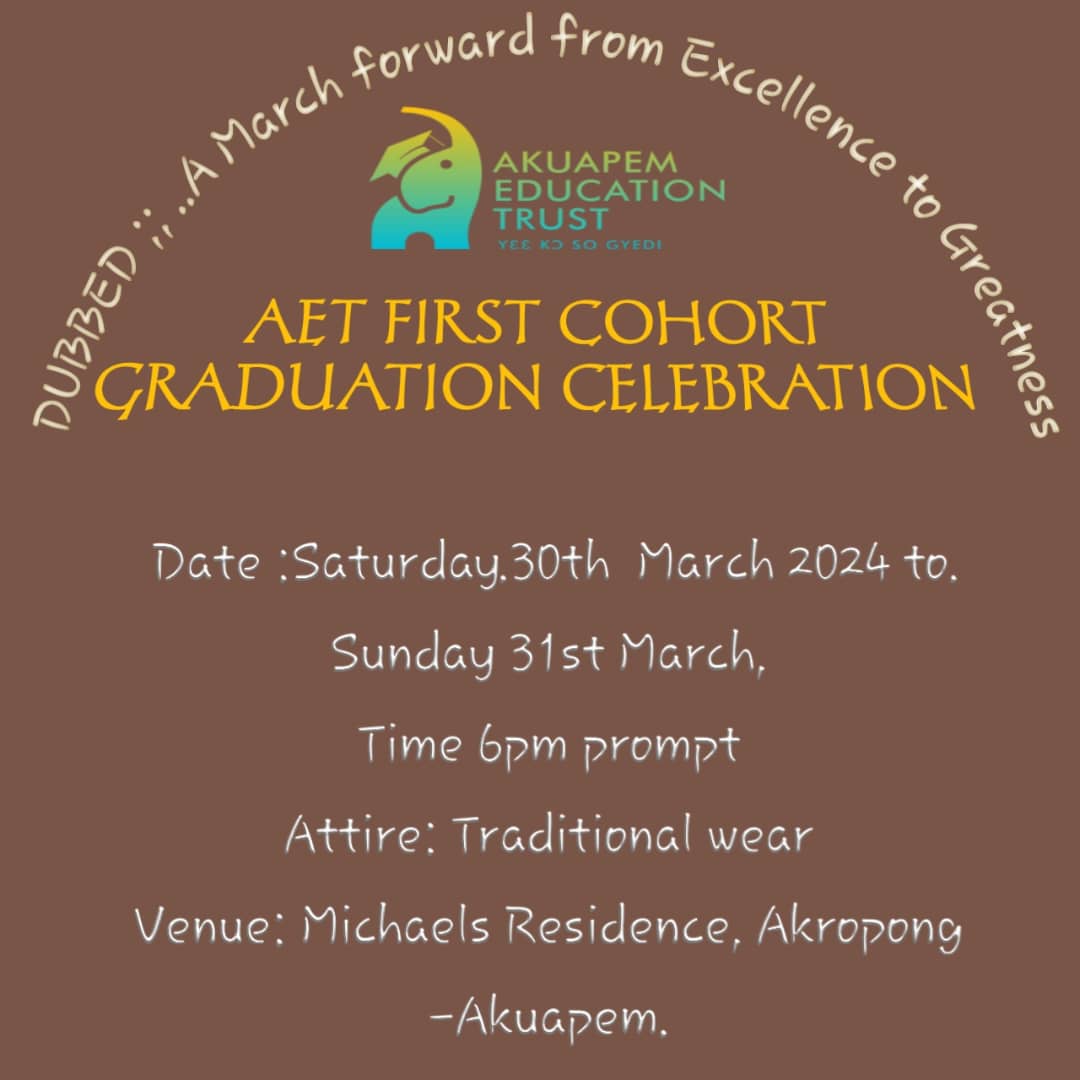 DUBBED ;; ...A March forward from Excellence to Greatness
AKUAPEM
EDUCATION
TRUST
YEƐ KƆ SO GYEDI
AET FIRST COHORT
GRADUATION CELEBRATION
Date :Saturday.30th March 2024 to.
Sunday 31st March,
Time 6pm prompt
Attire: Traditional wear
Venue: Michaels Residence, Akropong
-Akuapem.